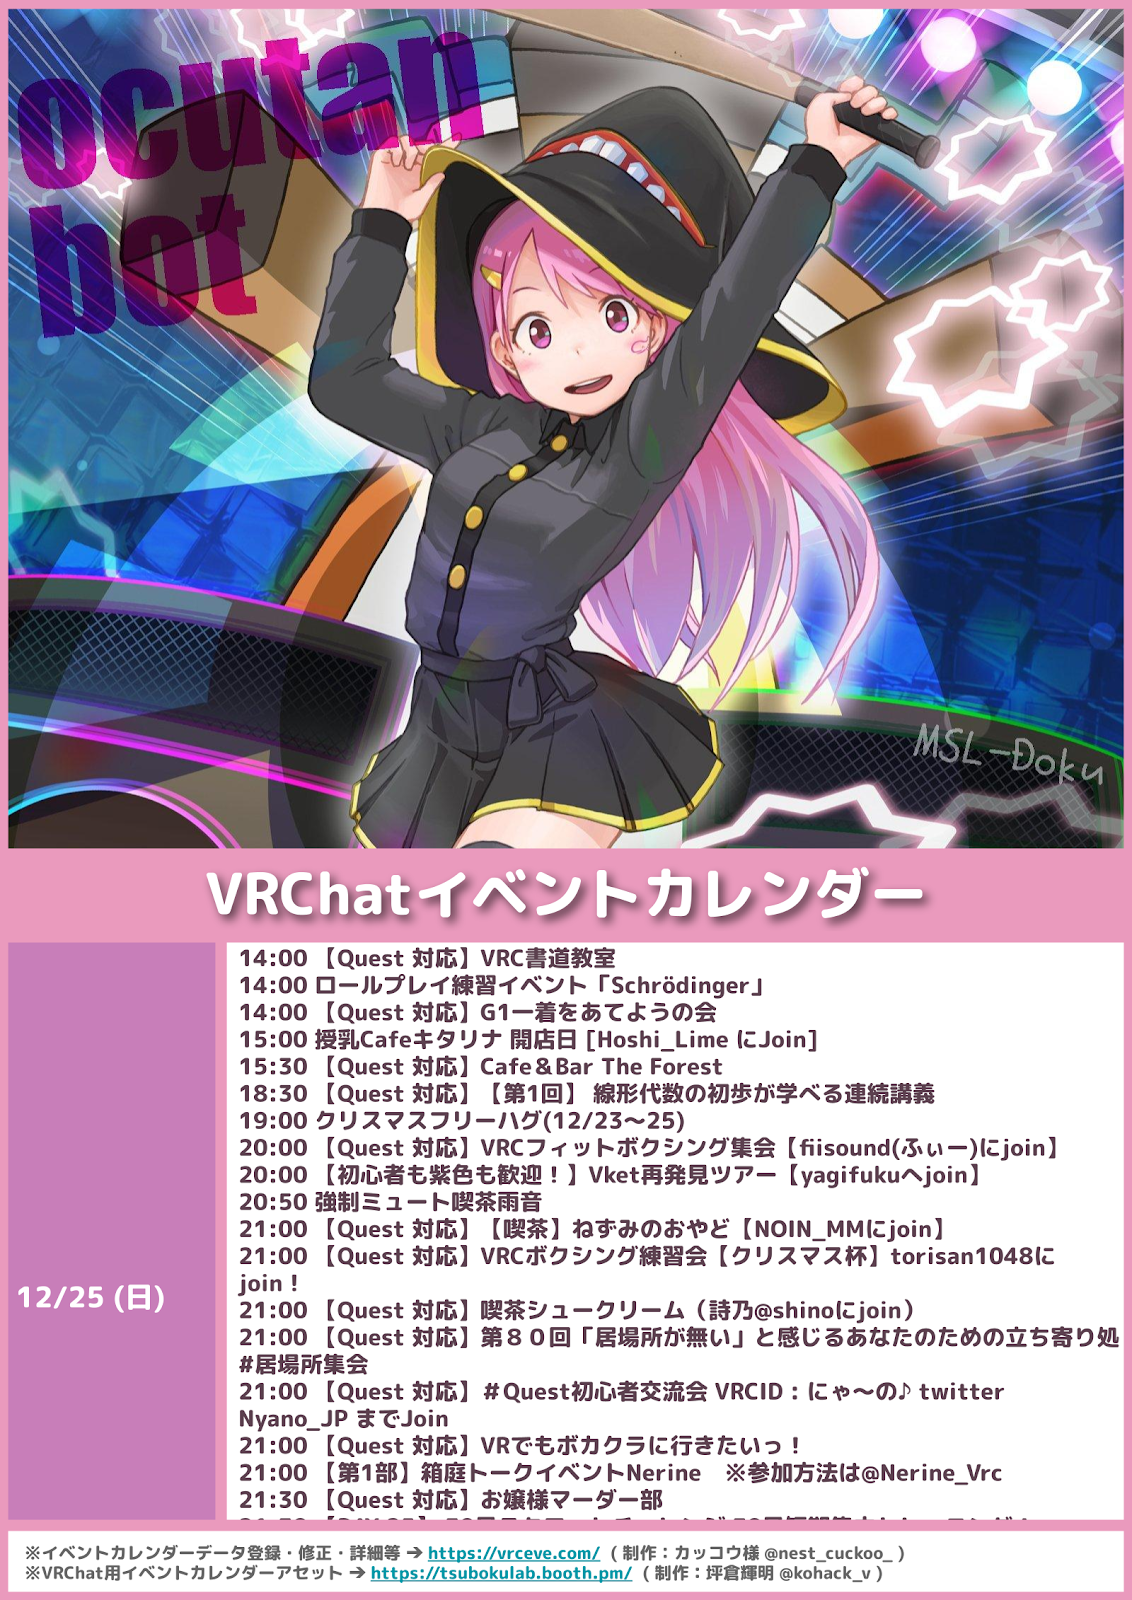 ocutan
bot
MSL-Doku
VRChatイベントカレンダー
12/25 (日)
14:00 【Quest 対応】VRC書道教室
14:00 ロールプレイ練習イベント「Schrödinger」
14:00 【Quest 対応】G1一着をあてようの会
15:00 授乳Cafeキタリナ 開店日 [Hoshi_Lime にJoin]
15:30 【Quest 対応】Cafe＆Bar The Forest
18:30 【Quest 対応】【第1回】 線形代数の初歩が学べる連続講義
19:00 クリスマスフリーハグ(12/23〜25)
20:00 【Quest 対応】VRCフィットボクシング集会【fiisound(ふぃー)にjoin】
20:00 【初心者も紫色も歓迎！】Vket再発見ツアー【yagifukuへjoin】
20:50 強制ミュート喫茶雨音
21:00 【Quest 対応】【喫茶】ねずみのおやど【NOIN_MMにjoin】
21:00 【Quest 対応】VRCボクシング練習会【クリスマス杯】torisan1048に
join！
21:00 【Quest 対応】喫茶シュークリーム（詩乃@shinoにjoin）
21:00 【Quest 対応】第８０回「居場所が無い」と感じるあなたのための立ち寄り処
#居場所集会
21:00 【Quest 対応】＃Quest初心者交流会 VRCID：にゃ〜の♪ twitter
Nyano_JP までJoin
21:00 【Quest 対応】VRでもボカクラに行きたいっ！
21:00 【第1部】箱庭トークイベントNerine　※参加方法は@Nerine_Vrc
21:30 【Quest 対応】お嬢様マーダー部
※イベントカレンダーデータ登録・修正・詳細等 ➔ https://vrceve.com/ （制作：カッコウ様 @nest_cuckoo_）
※VRChat用イベントカレンダーアセット ➔ https://tsubokulab.booth.pm/ （制作：坪倉輝明 @kohack_v）